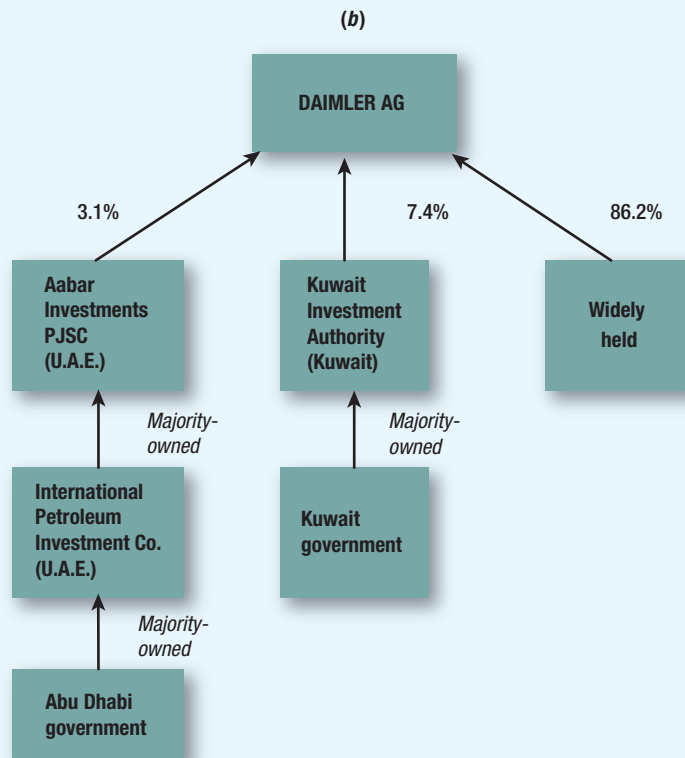 (b)
DAIMLER AG
3.1%
7.4%
86.2%
Aabar
Investments
PJSC
(U.A.E.)
Kuwait
Investment
Authority
(Kuwait)
Widely
held
Majority-
owned
Majority-
owned
International
Petroleum
Investment Co.
(U.A.E.)
Kuwait
government
Majority-
owned
Abu Dhabi
government